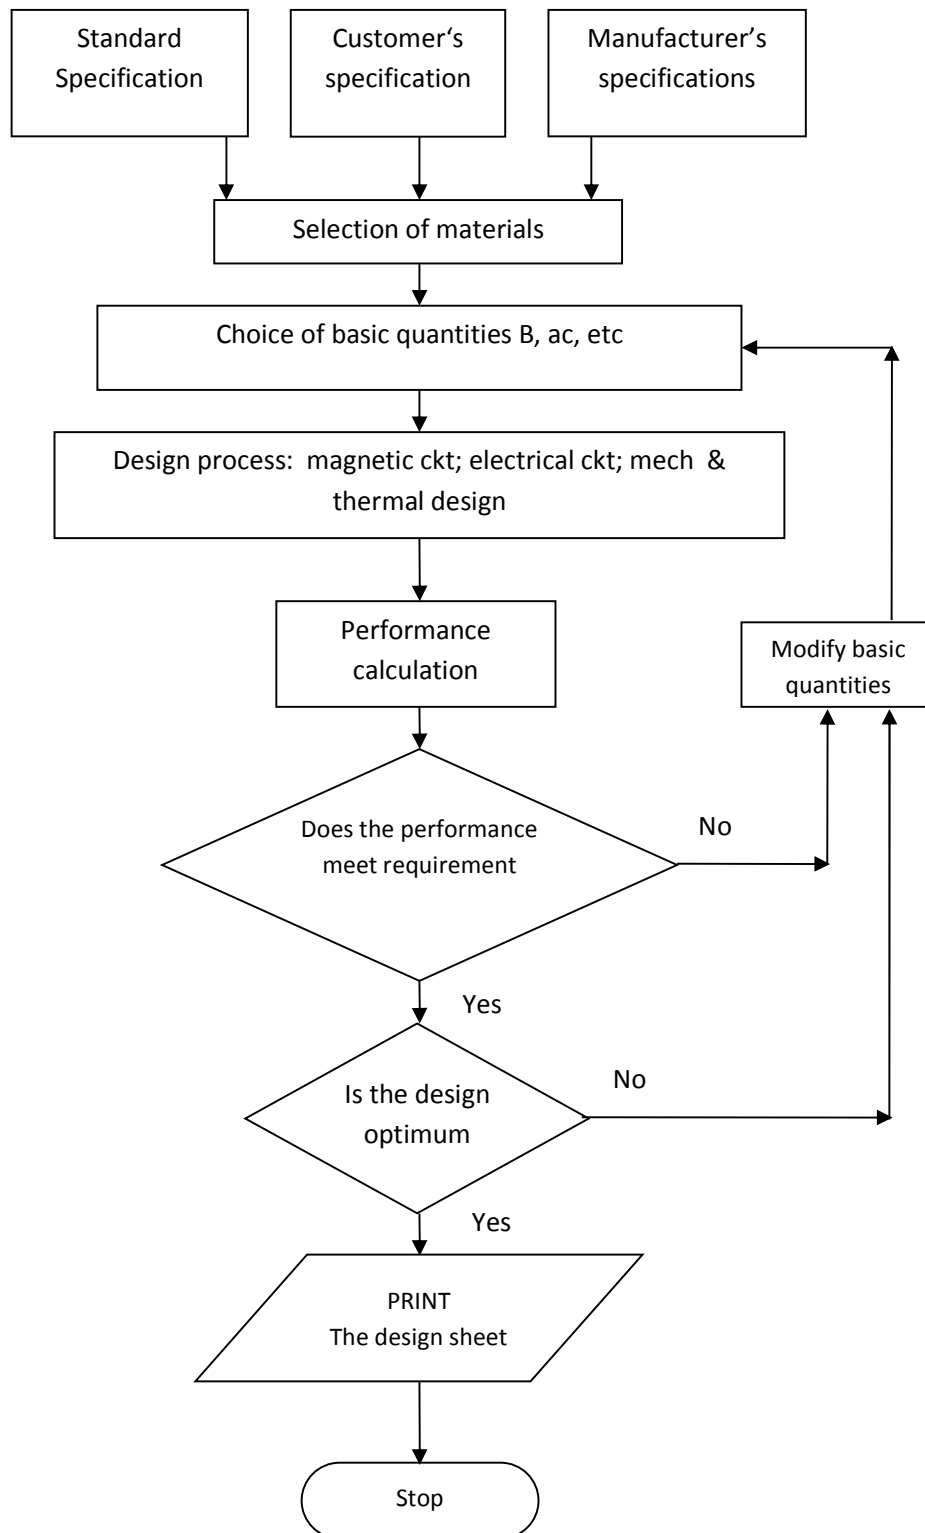 Standard
Specification
Customer‘s
specification
Manufacturer’s
specifications
Selection of materials
Choice of basic quantities B, ac, etc
Design process:  magnetic ckt; electrical ckt; mech  &
thermal design
Performance
calculation
Modify basic
quantities
Does the performance
meet requirement
No
Yes
Is the design
optimum
No
Yes
PRINT
The design sheet
Stop